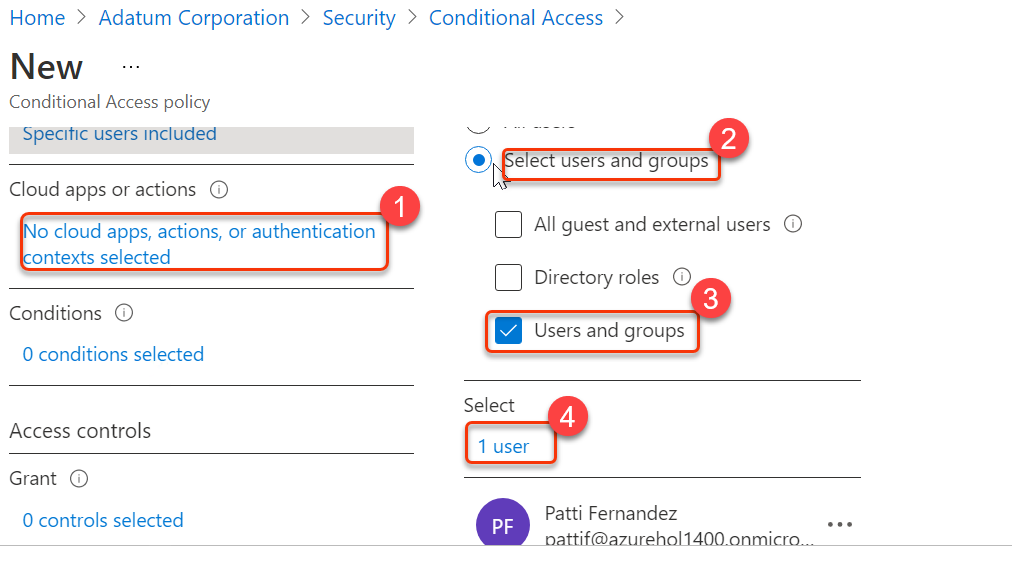 Home > Adatum Corporation > Security > Conditional Access >
New ...
Conditional Access policy
Specific users included
Cloud apps or actions
1
No cloud apps, actions, or authentication
contexts selected
Conditions
0 conditions selected
Access controls
Grant
0 controls selected
All users
2
Select users and groups
All guest and external users
Directory roles
3
Users and groups
Select
4
1 user
PF
Patti Fernandez
pattif@azurehol1400.onmicro...